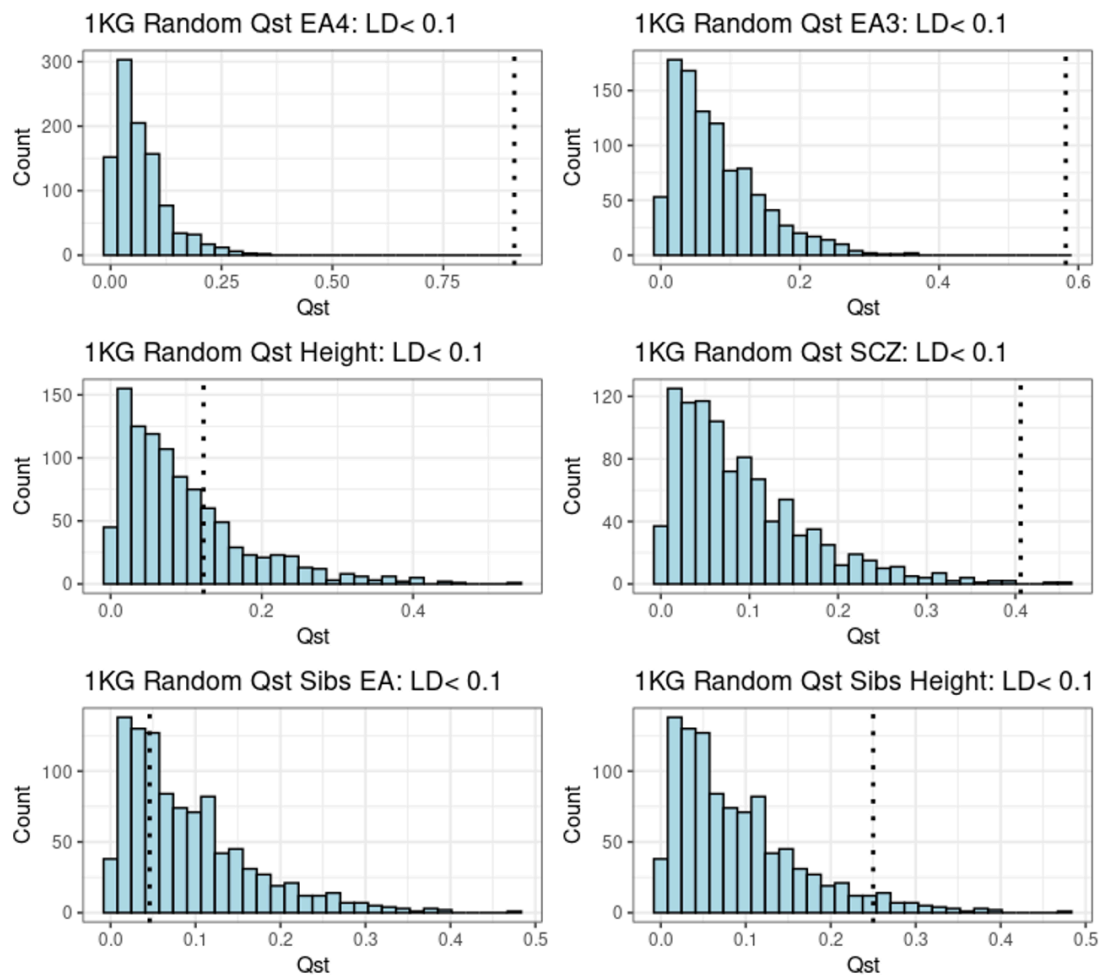 1KG Random Qst EA4: LD< 0.1
Count
300
200
100
0
0.00 0.25 0.50 0.75
Qst
1KG Random Qst EA3: LD< 0.1
Count
150
100
50
0
0.0 0.2 0.4 0.6
Qst
1KG Random Qst Height: LD< 0.1
Count
150
100
50
0
0.0 0.2 0.4
Qst
1KG Random Qst SCZ: LD< 0.1
Count
120
80
40
0
0.0 0.1 0.2 0.3 0.4
Qst
1KG Random Qst Sibs EA: LD< 0.1
Count
100
50
0
0.0 0.1 0.2 0.3 0.4 0.5
Qst
1KG Random Qst Sibs Height: LD< 0.1
Count
100
50
0
0.0 0.1 0.2 0.3 0.4 0.5
Qst